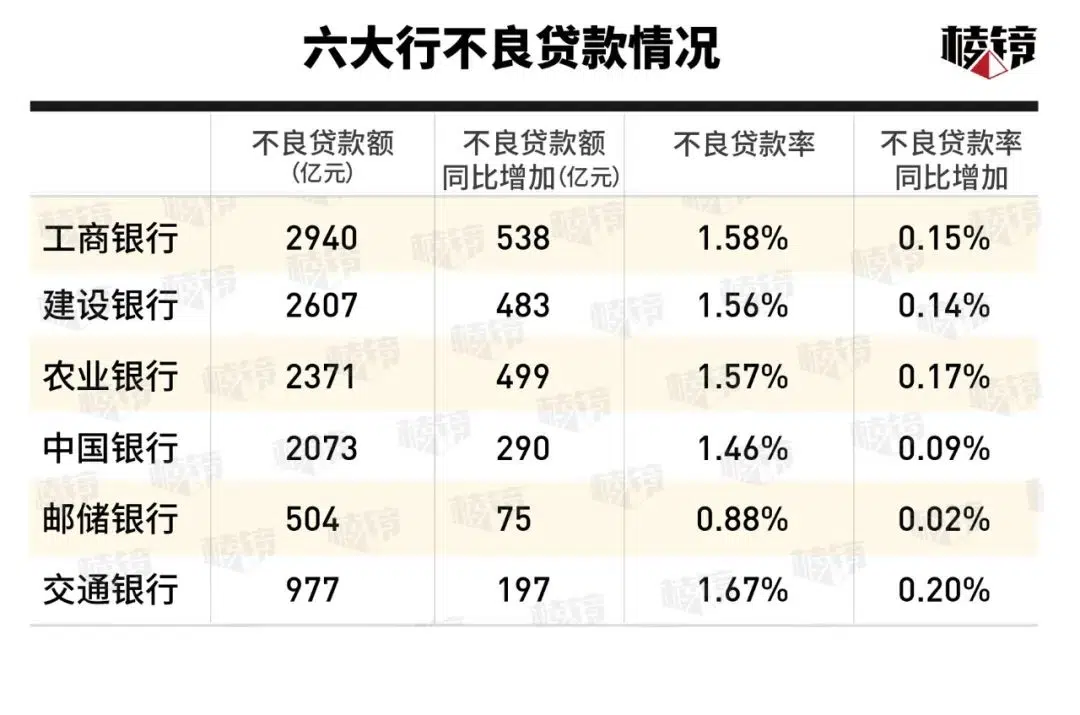 六大行不良贷款情况
棱镜
不良贷款额
(亿元)
不良贷款额
同比增加(亿元)
不良贷款率
不良贷款率
同比增加
工商银行 2940 538 1.58% 0.15%
建设银行 2607 483 1.56% 0.14%
农业银行 2371 499 1.57% 0.17%
中国银行 2073 290 1.46% 0.09%
邮储银行 504 75 0.88% 0.02%
交通银行 977 197 1.67% 0.20%